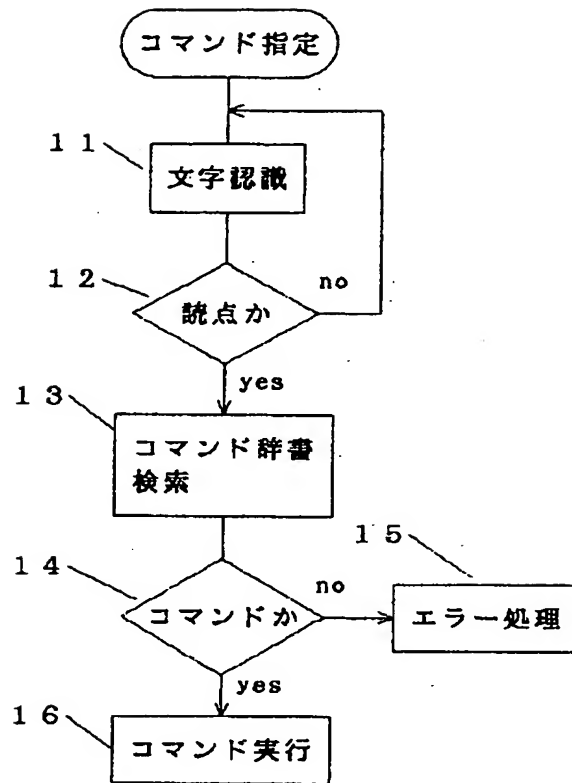 コマンド指定
11
文字認識
12
読点か
no
yes
13
コマンド辞書
検索
14
コマンドか
no
15
エラー処理
yes
16
コマンド実行